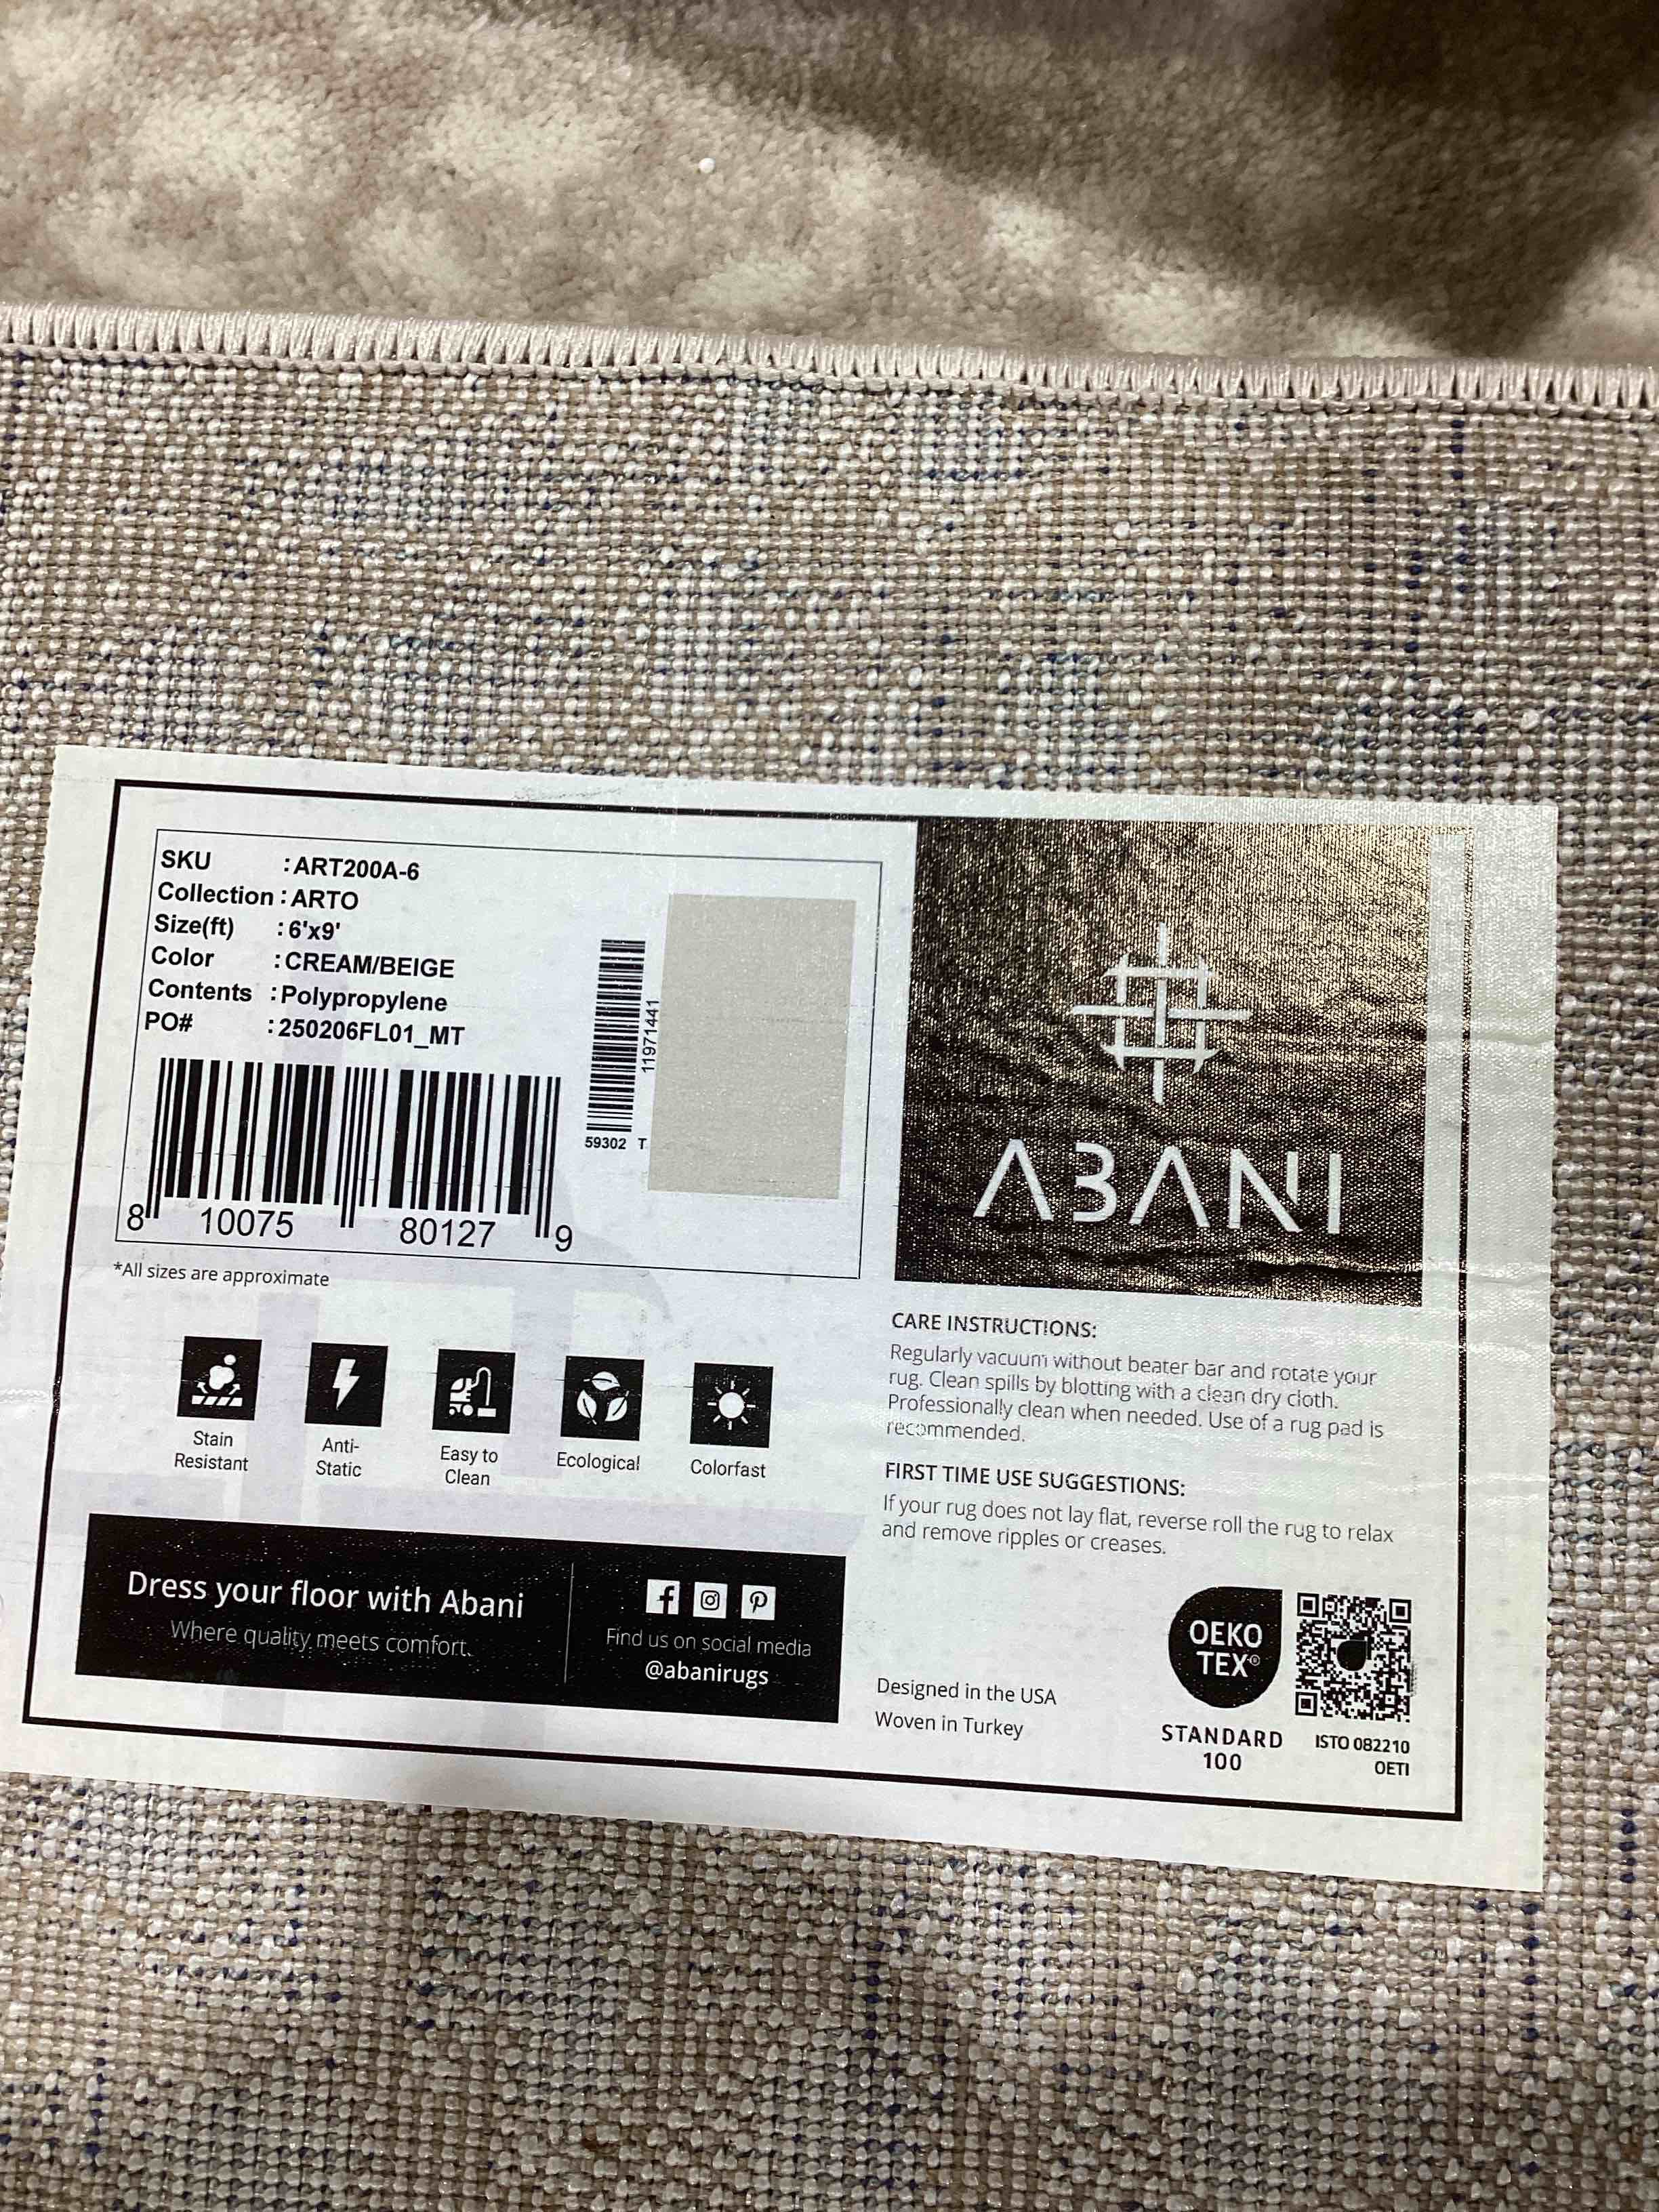 SKU : ART200A-6
Collection : ARTO
Size(ft) : 6'x9'
Color : CREAM/BEIGE
Contents : Polypropylene
PO# : 250206FL01_MT
8 10075 80127 9
11971441
59302 T
*All sizes are approximate
Stain
Resistant
Anti-
Static
Easy to
Clean
Ecological
Colorfast
Dress your floor with Abani
Where quality meets comfort.
Find us on social media
@abanirugs
ABANI
CARE INSTRUCTIONS:
Regularly vacuum without beater bar and rotate your
rug. Clean spills by blotting with a clean dry cloth.
Professionally clean when needed. Use of a rug pad is
recommended.
FIRST TIME USE SUGGESTIONS:
If your rug does not lay flat, reverse roll the rug to relax
and remove ripples or creases.
Designed in the USA
Woven in Turkey
OEKO
TEX®
STANDARD
100
ISTO 082210
OETI